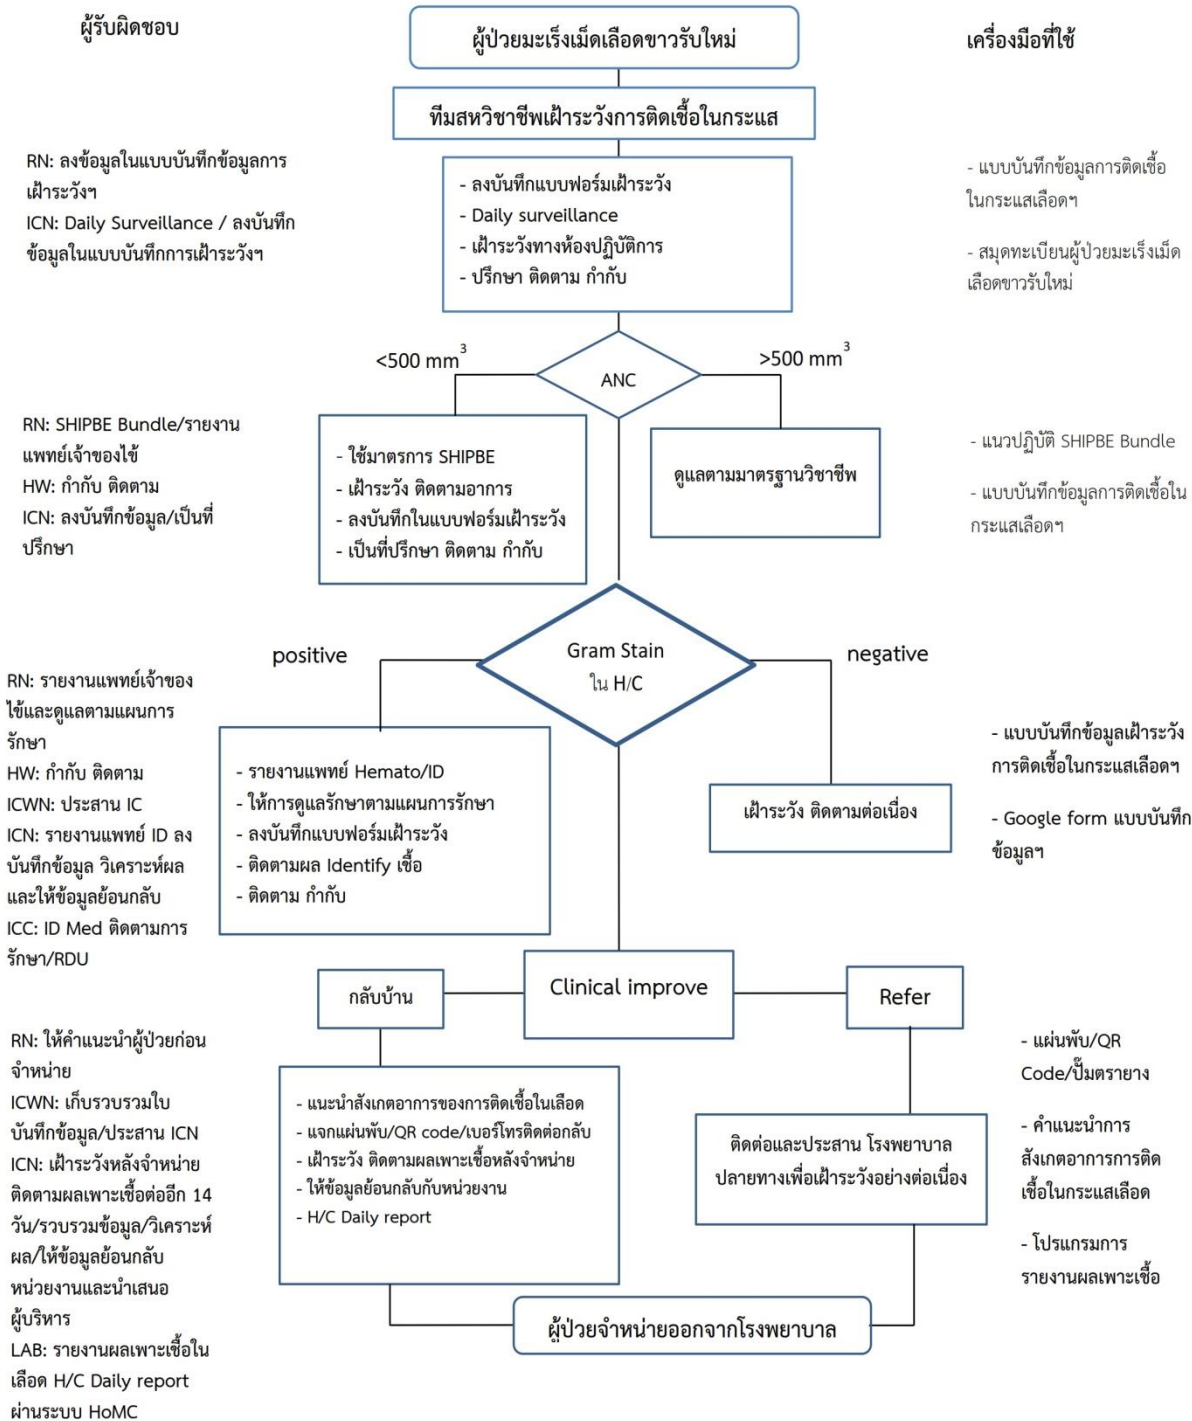 ผู้รับผิดชอบ
ผู้ป่วยมะเร็งเม็ดเลือดขาวรับใหม่
เครื่องมือที่ใช้
ทีมสหวิชาชีพเฝ้าระวังการติดเชื้อในกระแส
RN: ลงข้อมูลในแบบบันทึกข้อมูลการ
เฝ้าระวังฯ
ICN: Daily Surveillance / ลงบันทึก
ข้อมูลในแบบบันทึกการเฝ้าระวังฯ
- ลงบันทึกแบบฟอร์มเฝ้าระวัง
- Daily surveillance
- เฝ้าระวังทางห้องปฏิบัติการ
- ปรึกษา ติดตาม กำกับ
- แบบบันทึกข้อมูลการติดเชื้อ
ในกระแสเลือดฯ
- สมุดทะเบียนผู้ป่วยมะเร็งเม็ด
เลือดขาวรับใหม่
<500 mm³
ANC
>500 mm³
RN: SHIPBE Bundle/รายงาน
แพทย์เจ้าของไข้
HW: กำกับ ติดตาม
ICN: ลงบันทึกข้อมูล/เป็นที่
ปรึกษา
- ใช้มาตรการ SHIPBE
- เฝ้าระวัง ติดตามอาการ
- ลงบันทึกในแบบฟอร์มเฝ้าระวัง
- เป็นที่ปรึกษา ติดตาม กำกับ
ดูแลตามมาตรฐานวิชาชีพ
- แนวปฏิบัติ SHIPBE Bundle
- แบบบันทึกข้อมูลการติดเชื้อใน
กระแสเลือดฯ
positive
Gram Stain
ใน H/C
negative
RN: รายงานแพทย์เจ้าของ
ไข้และดูแลตามแผนการ
รักษา
HW: กำกับ ติดตาม
ICWN: ประสาน IC
ICN: รายงานแพทย์ ID ลง
บันทึกข้อมูล วิเคราะห์ผล
และให้ข้อมูลย้อนกลับ
ICC: ID Med ติดตามการ
รักษา/RDU
- รายงานแพทย์ Hemato/ID
- ให้การดูแลรักษาตามแผนการรักษา
- ลงบันทึกแบบฟอร์มเฝ้าระวัง
- ติดตามผล Identify เชื้อ
- ติดตาม กำกับ
เฝ้าระวัง ติดตามต่อเนื่อง
- แบบบันทึกข้อมูลเฝ้าระวัง
การติดเชื้อในกระแสเลือดฯ
- Google form แบบบันทึก
ข้อมูลฯ
กลับบ้าน
Clinical improve
Refer
RN: ให้คำแนะนำผู้ป่วยก่อน
จำหน่าย
ICWN: เก็บรวบรวมใบ
บันทึกข้อมูล/ประสาน ICN
ICN: เฝ้าระวังหลังจำหน่าย
ติดตามผลเพาะเชื้อต่ออีก 14
วัน/รวบรวมข้อมูล/วิเคราะห์
ผล/ให้ข้อมูลย้อนกลับ
หน่วยงานและนำเสนอ
ผู้บริหาร
LAB: รายงานผลเพาะเชื้อใน
เลือด H/C Daily report
ผ่านระบบ HoMC
- แนะนำสังเกตอาการของการติดเชื้อในเลือด
- แจกแผ่นพับ/QR code/เบอร์โทรติดต่อกลับ
- เฝ้าระวัง ติดตามผลเพาะเชื้อหลังจำหน่าย
- ให้ข้อมูลย้อนกลับกับหน่วยงาน
- H/C Daily report
ติดต่อและประสาน โรงพยาบาล
ปลายทางเพื่อเฝ้าระวังอย่างต่อเนื่อง
- แผ่นพับ/QR
Code/ปั๊มตรายาง
- คำแนะนำการ
สังเกตอาการการติด
เชื้อในกระแสเลือด
- โปรแกรมการ
รายงานผลเพาะเชื้อ
ผู้ป่วยจำหน่ายออกจากโรงพยาบาล